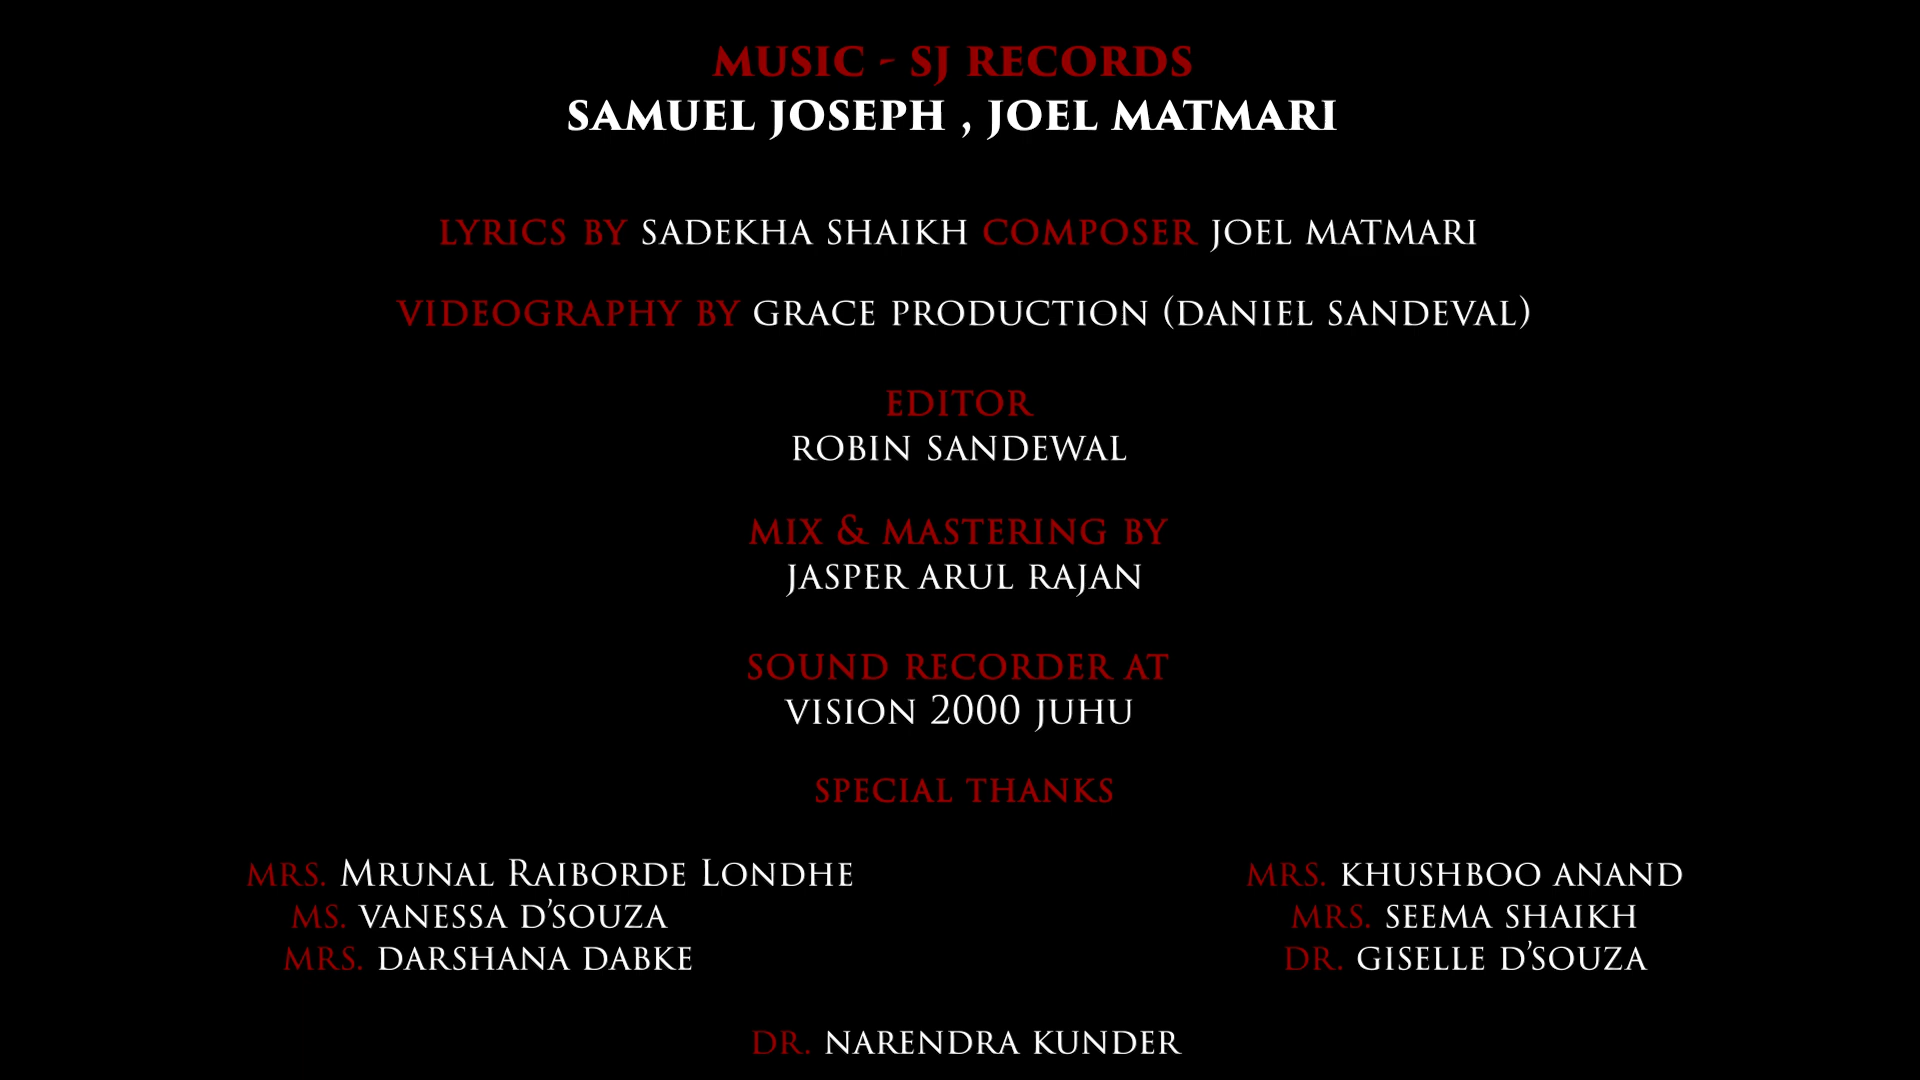 MUSIC - SJ RECORDS
SAMUEL JOSEPH , JOEL MATMARI
LYRICS BY SADEKHA SHAIKH COMPOSER JOEL MATMARI
VIDEOGRAPHY BY GRACE PRODUCTION (DANIEL SANDEVAL)
EDITOR
ROBIN SANDEWAL
MIX & MASTERING BY
JASPER ARUL RAJAN
SOUND RECORDER AT
VISION 2000 JUHU
SPECIAL THANKS
MRS. MRUNAL RAIBORDE LONDHE
MS. VANESSA D'SOUZA
MRS. DARSHANA DABKE
MRS. KHUSHBOO ANAND
MRS. SEEMA SHAIKH
DR. GISELLE D'SOUZA
DR. NARENDRA KUNDER